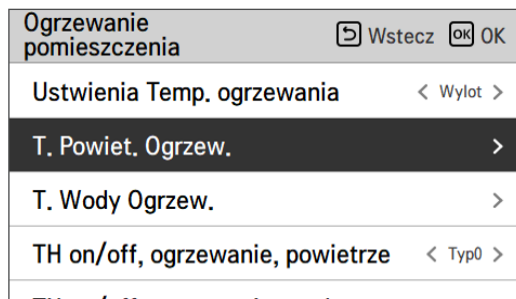 Ogrzewanie
pomieszczenia
Wstecz OK OK
Ustwienia Temp. ogrzewania < Wylot >
T. Powiet. Ogrzew. >
T. Wody Ogrzew. >
TH on/off, ogrzewanie, powietrze < Typ0 >